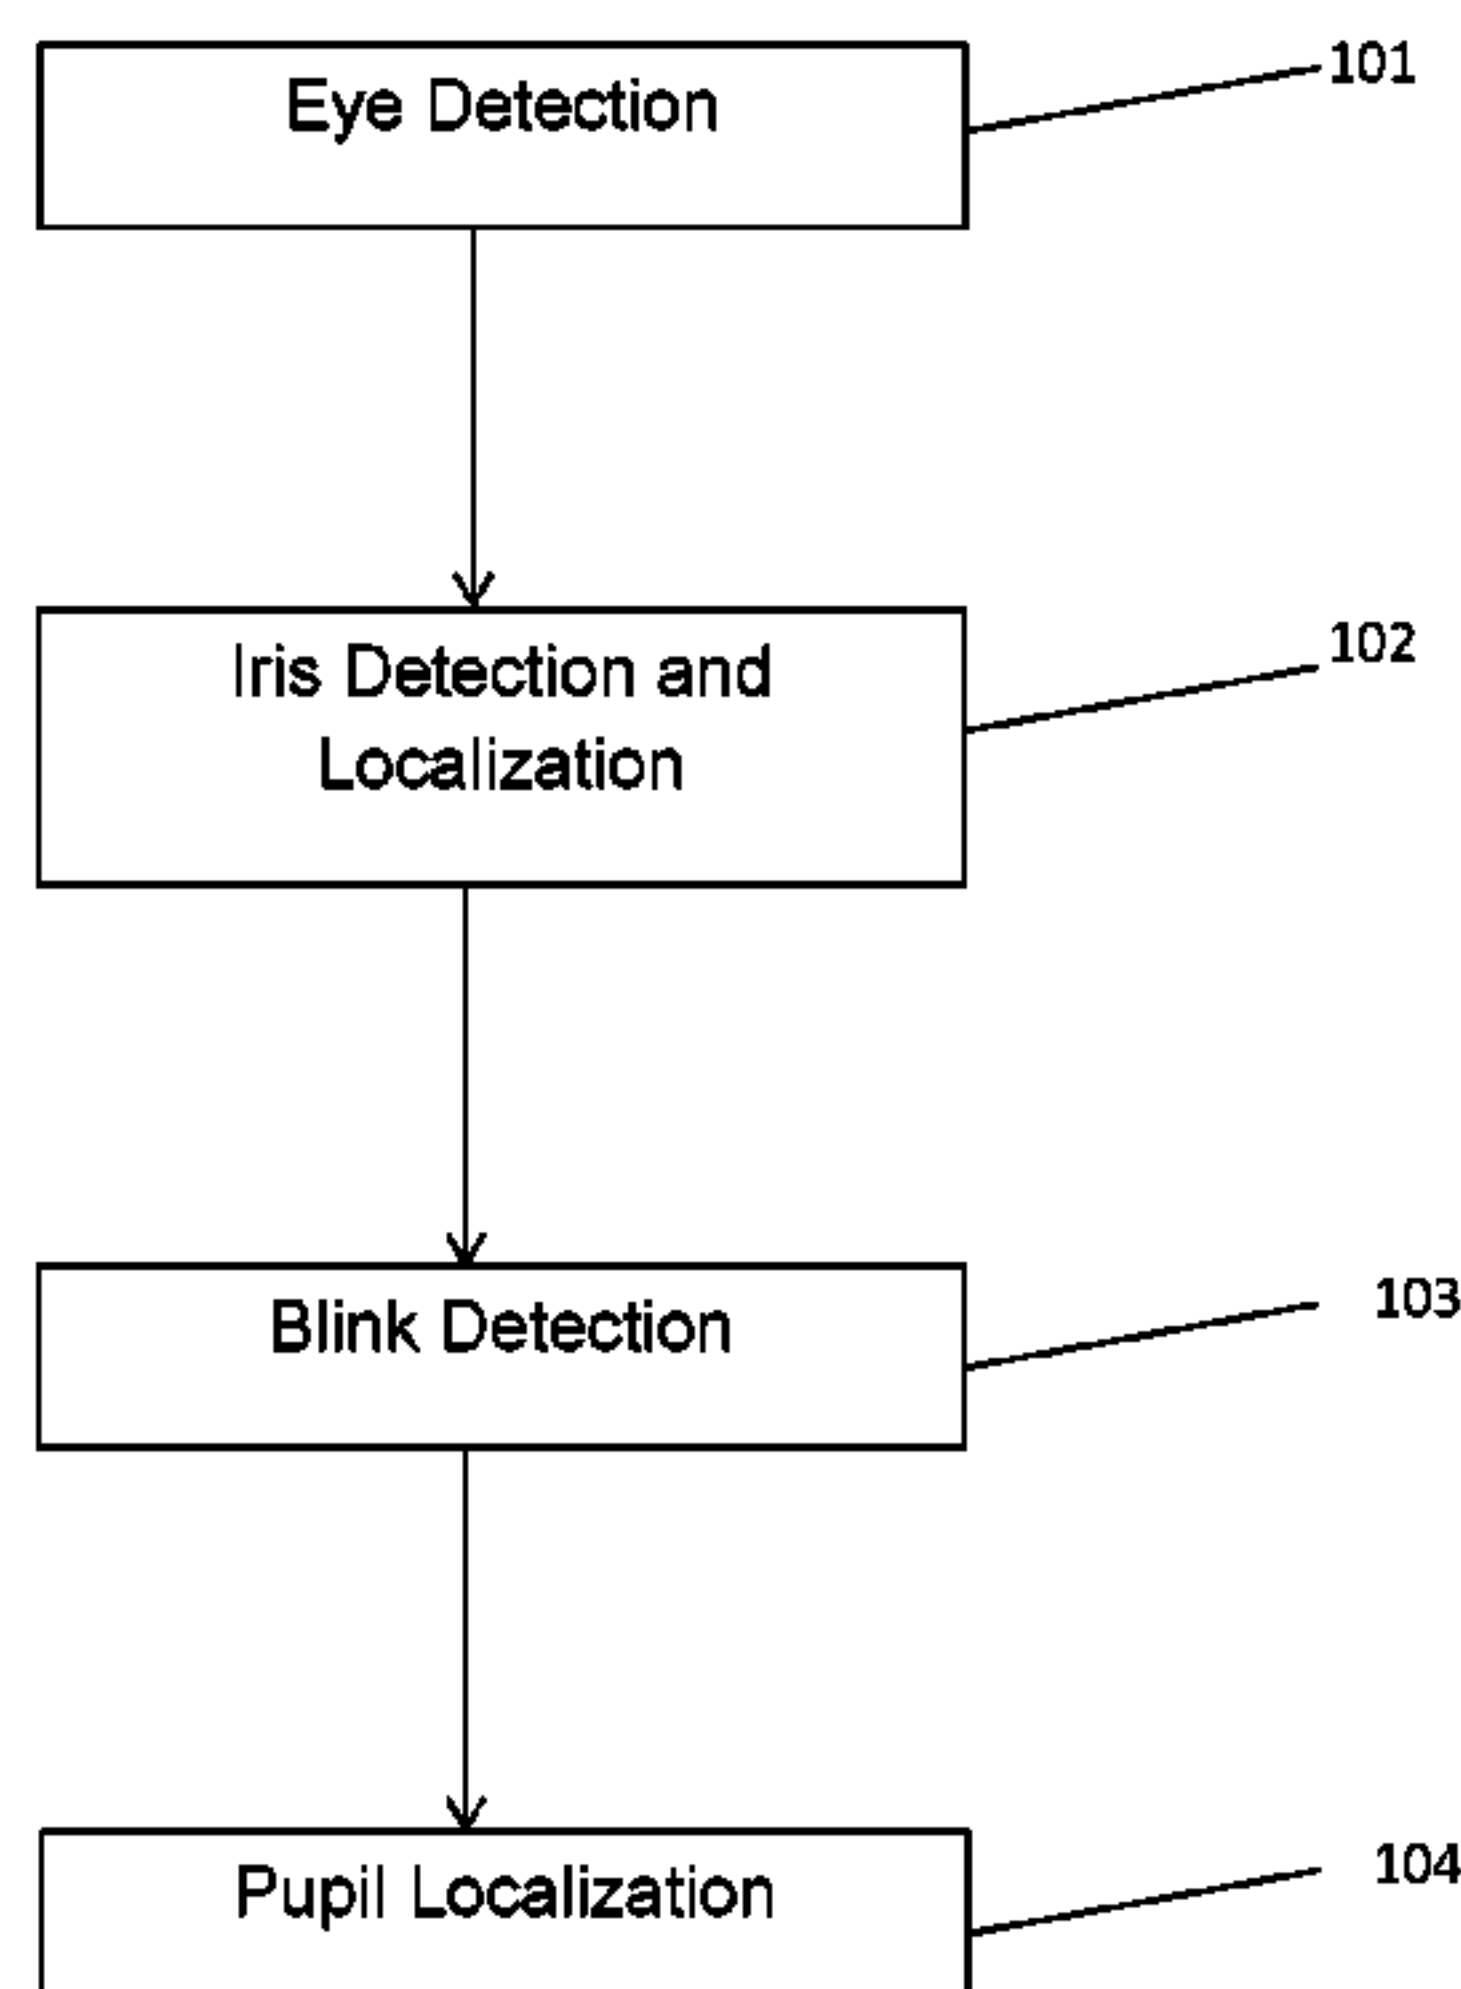 Eye Detection
101
Iris Detection and
Localization
102
Blink Detection
103
Pupil Localization
104